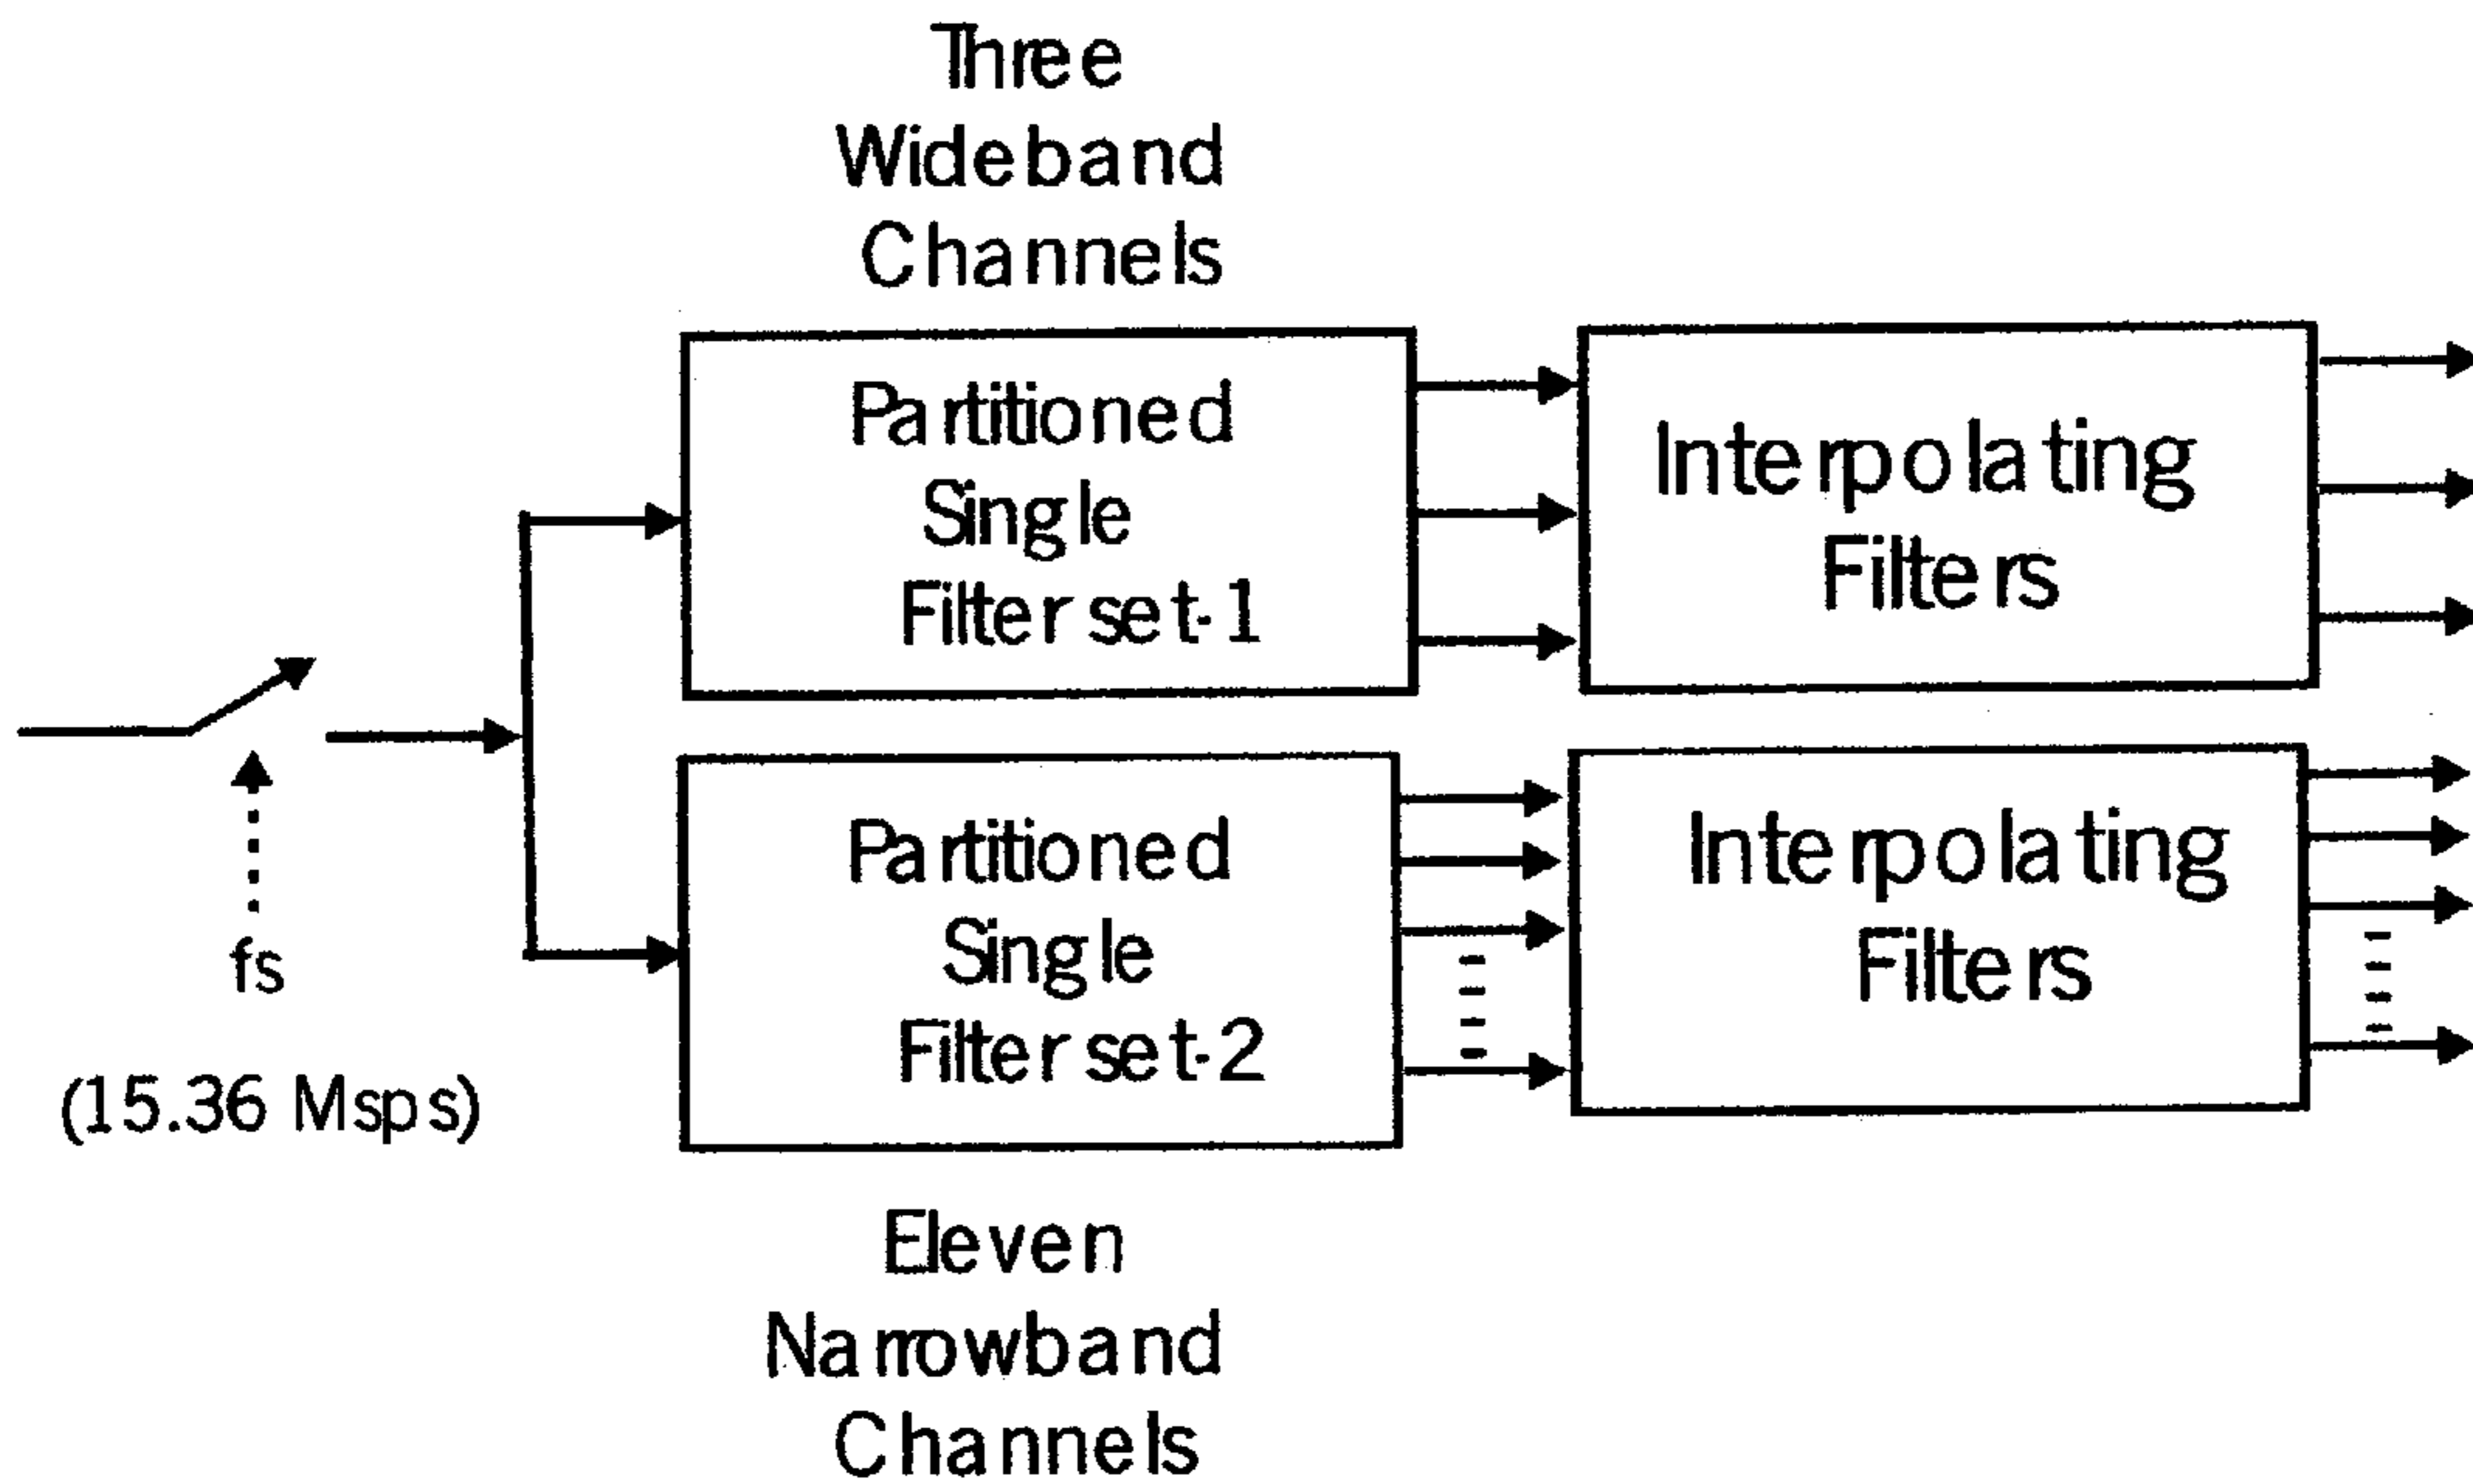 Three
Wideband
Channels
Partitioned
Single
Filter set-1
Interpolating
Filters
fs
(15.36 Msps)
Partitioned
Single
Filter set-2
Interpolating
Filters
Eleven
Narrowband
Channels